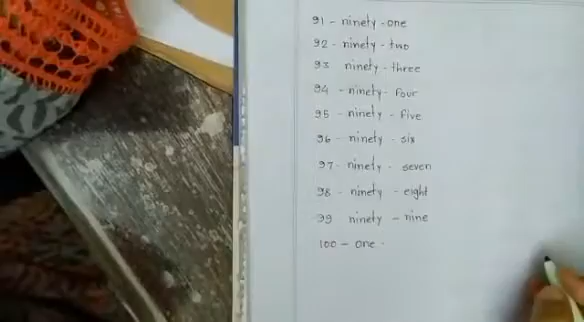 91 - ninety - one
92 - ninety - two
93 ninety - three
94 - ninety - four
95 - ninety - five
96 - ninety - six
97 - ninety - seven
98 - ninety - eight
99 ninety - nine
100 - one -